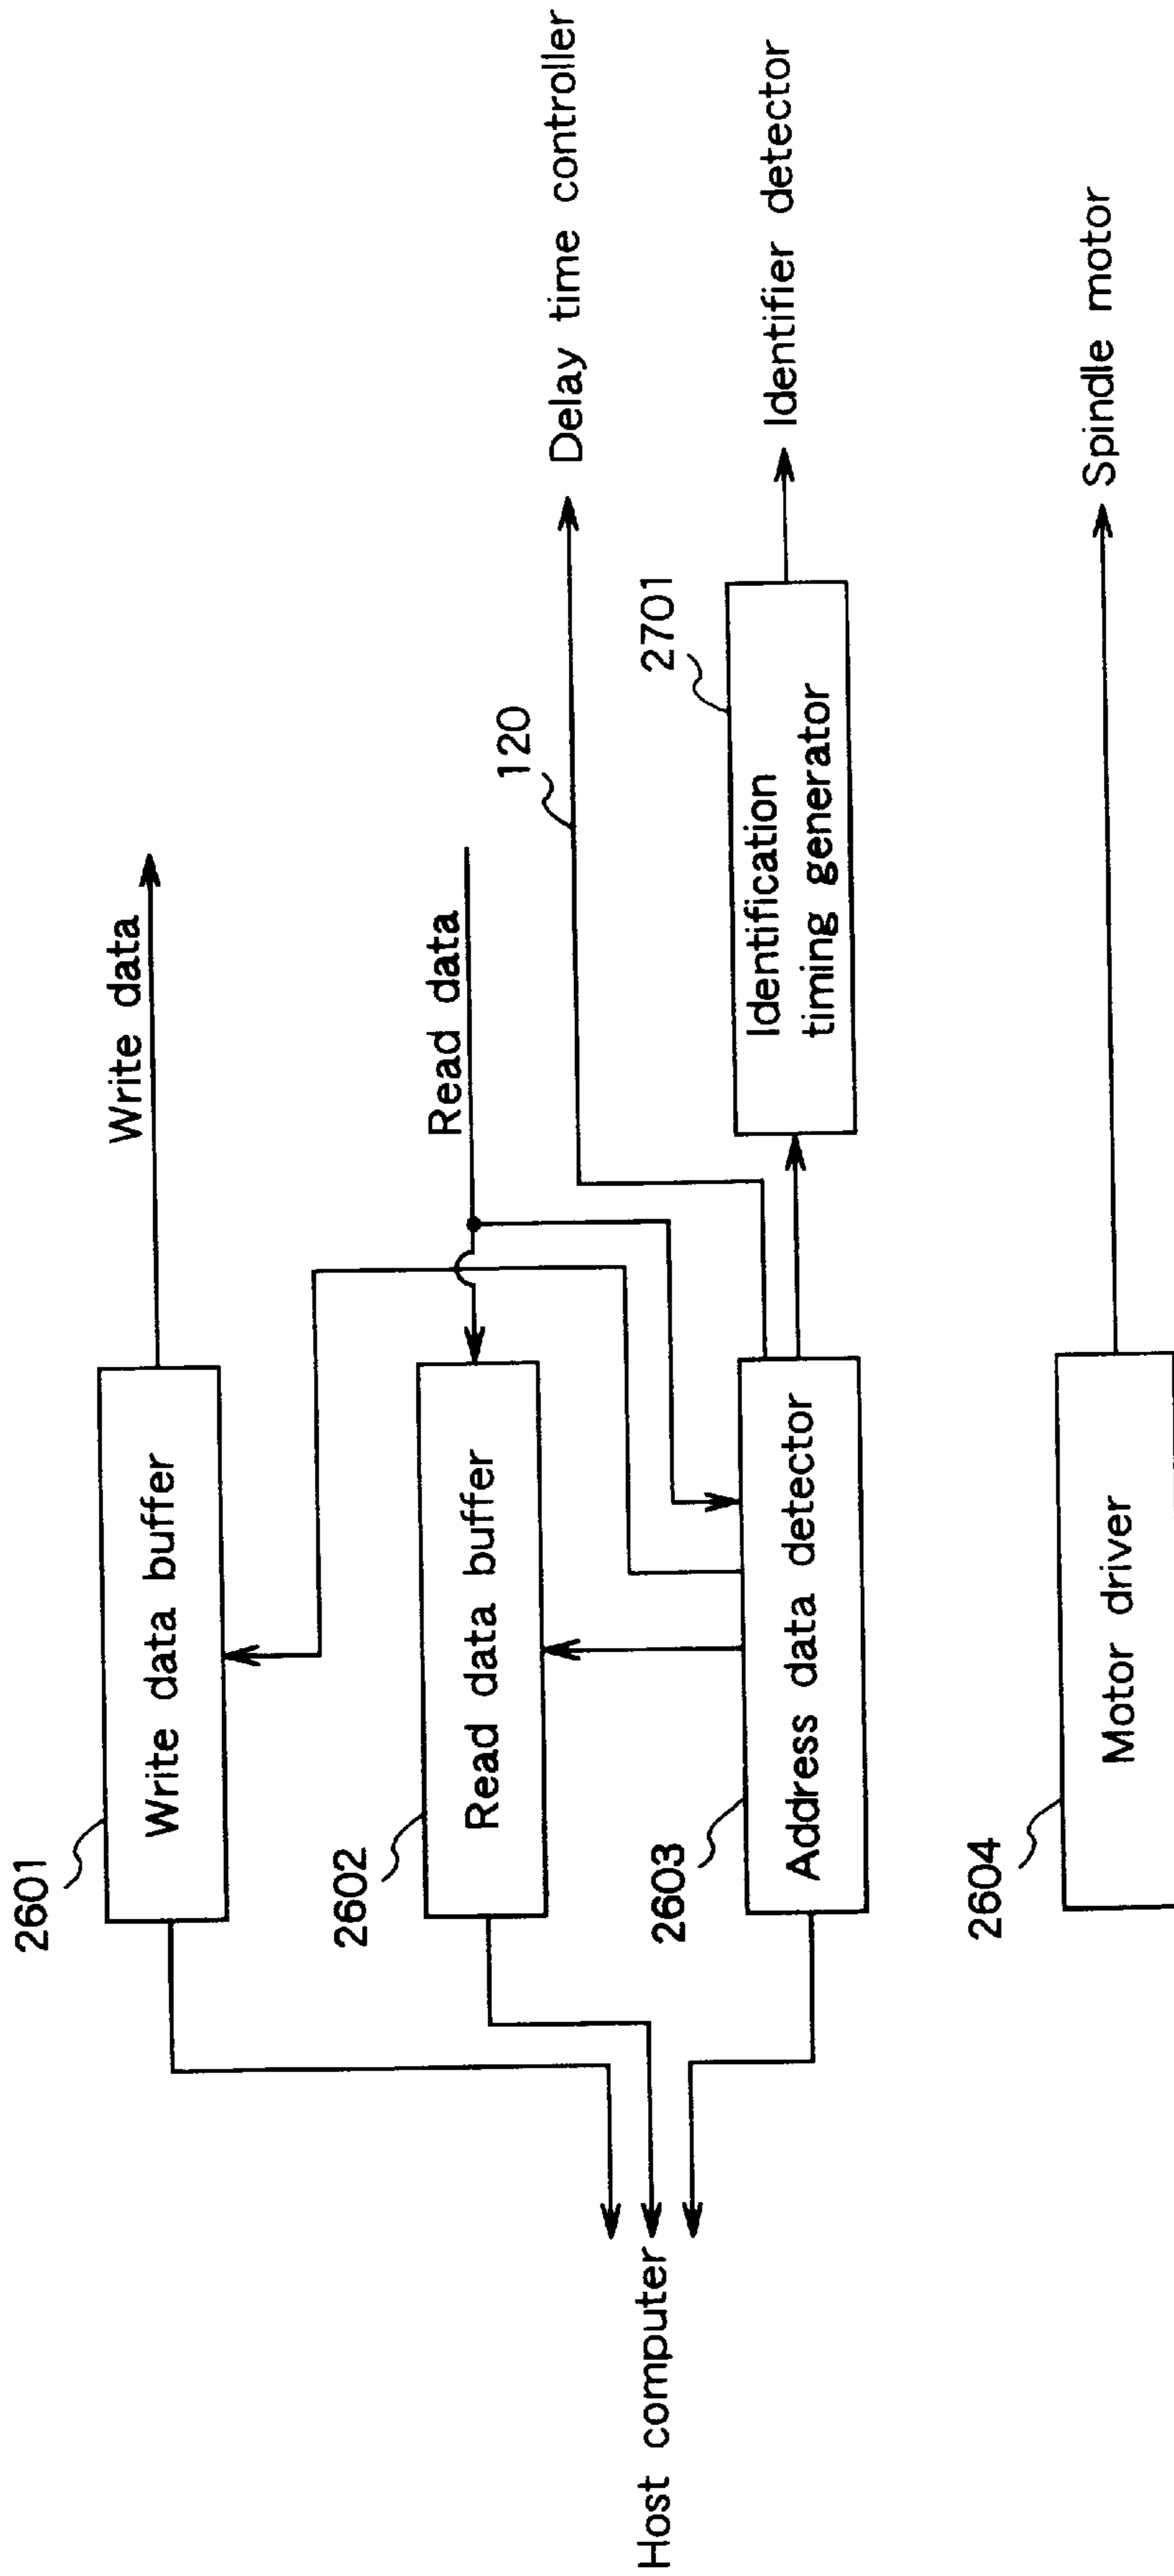 Write data
2601
Write data buffer
Read data
2602
Read data buffer
120
Delay time controller
Host computer
2603
Address data detector
2701
Identification
timing generator
Identifier detector
2604
Motor driver
Spindle motor